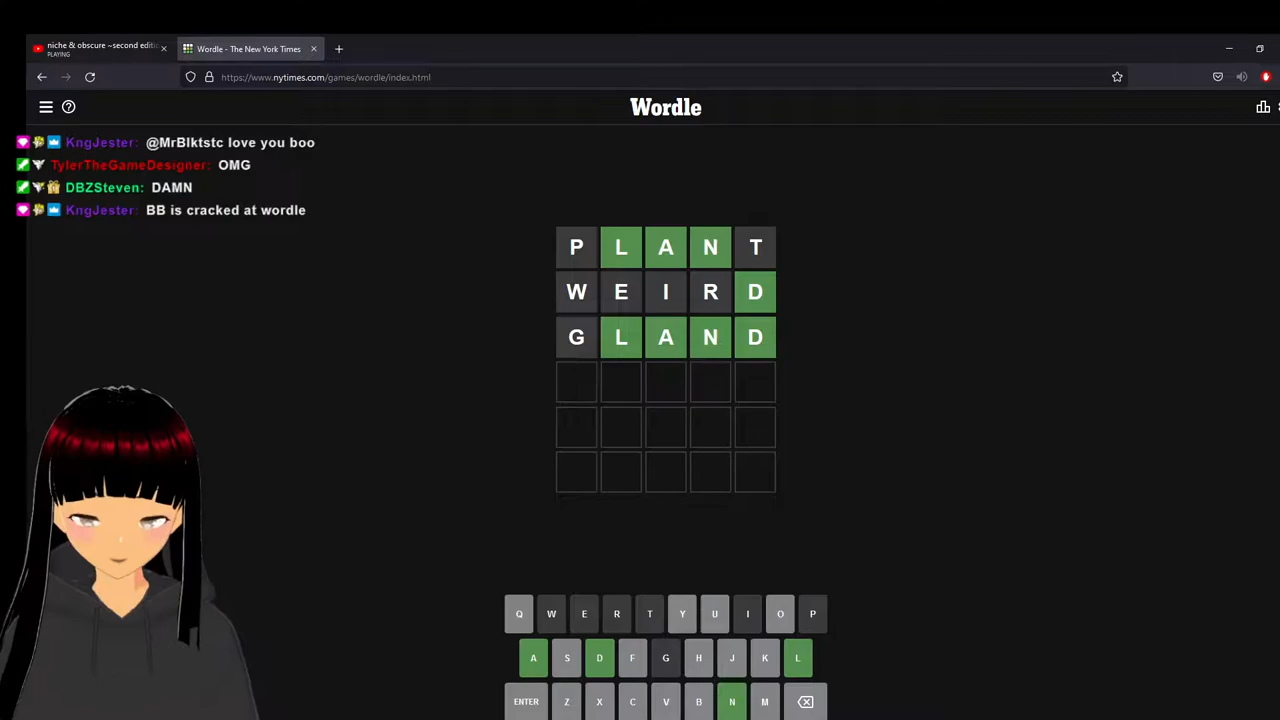 niche & obscure ~second editi
PLAYING
Wordle - The New York Times
https://www.nytimes.com/games/wordle/index.html
Wordle
KngJester: @MrBlktstc love you boo
TylerTheGameDesigner: OMG
DBZSteven: DAMN
KngJester: BB is cracked at wordle
P L A N T
W E I R D
G L A N D
Q W E R T Y U I O P
A S D F G H J K L
ENTER Z X C V B N M